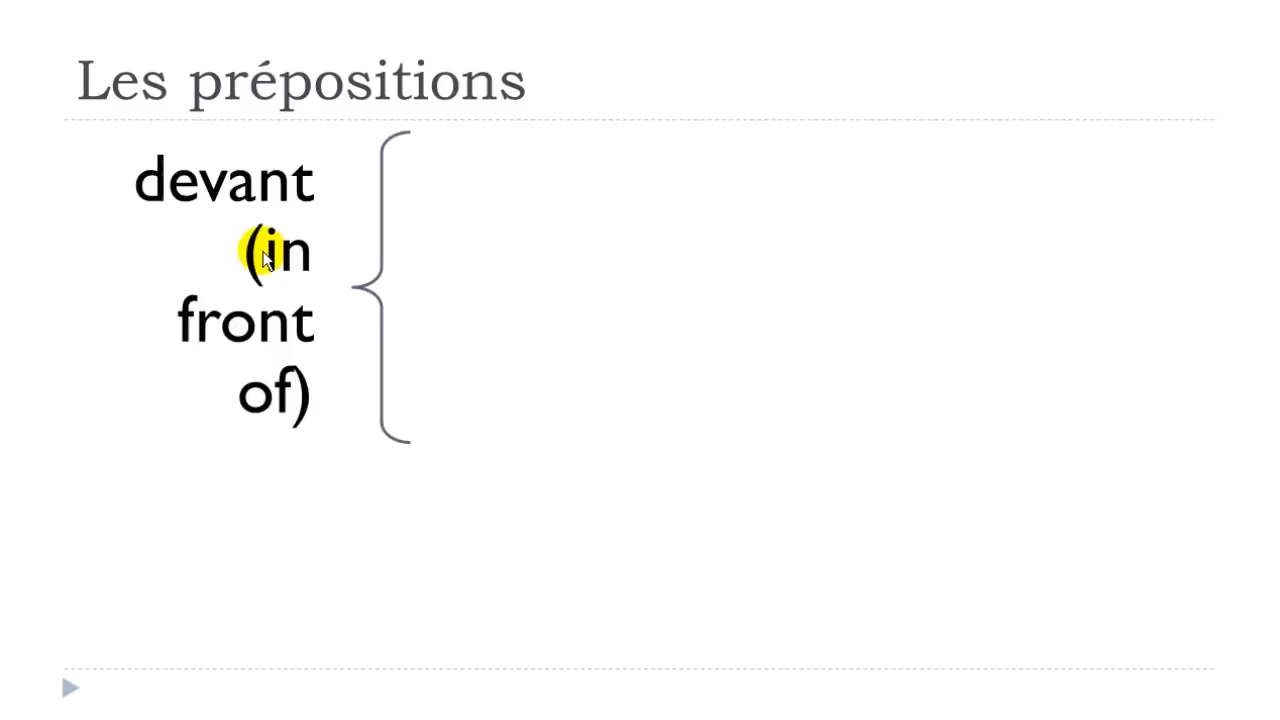 Les prépositions
devant
(in
front
of)